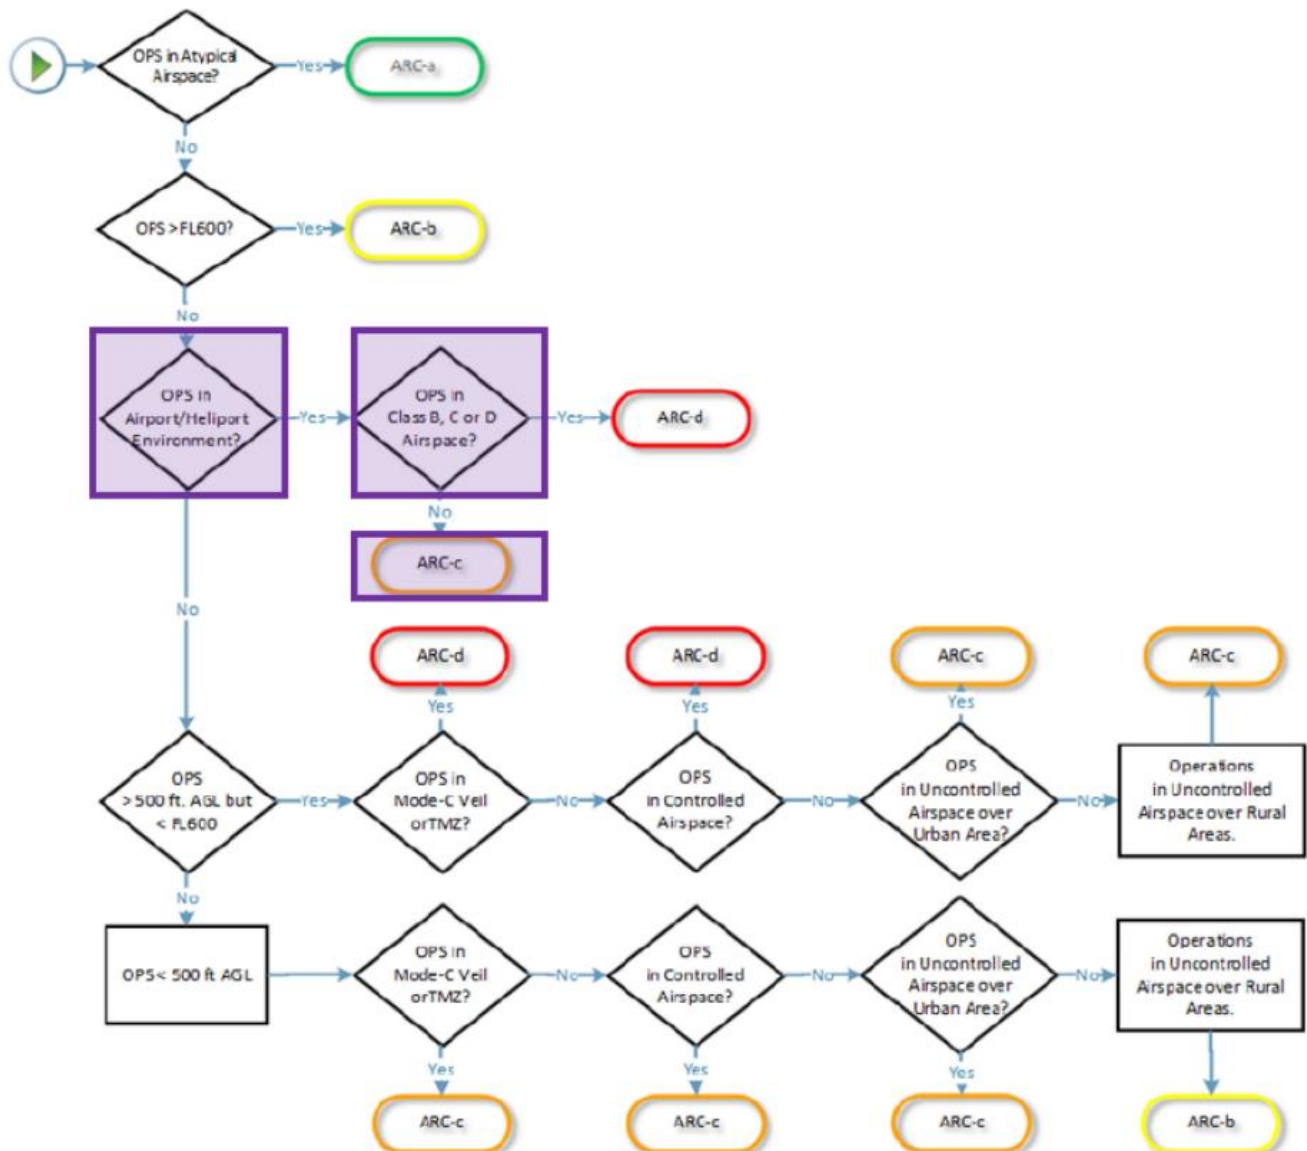 OPS in Atypical
Airspace?
Yes
ARC-a
No
OPS >FL600?
Yes
ARC-b
No
OPS in
Airport/Heliport
Environment?
Yes
OPS in
Class B, C or D
Airspace?
Yes
ARC-d
No
ARC-c
No
ARC-d
ARC-d
ARC-c
ARC-c
Yes
Yes
Yes
OPS
> 500 ft. AGL but
< FL600
Yes
OPS in
Mode-C Veil
orTMZ?
No
OPS
in Controlled
Airspace?
No
OPS
in Uncontrolled
Airspace over
Urban Area?
No
Operations
in Uncontrolled
Airspace over Rural
Areas.
No
OPS< 500 ft AGL
OPS in
Mode-C Veil
orTMZ?
No
OPS
in Controlled
Airspace?
No
OPS
in Uncontrolled
Airspace over
Urban Area?
No
Operations
in Uncontrolled
Airspace over Rural
Areas.
Yes
Yes
Yes
ARC-c
ARC-c
ARC-c
ARC-b